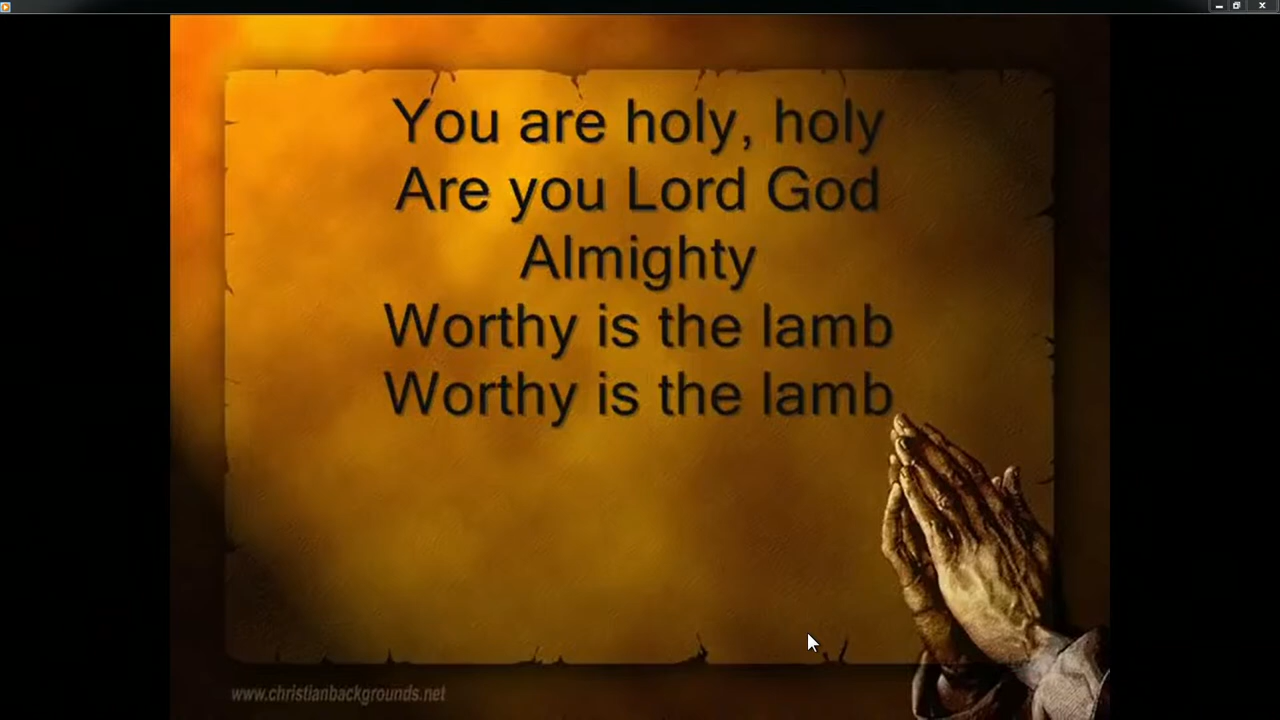 You are holy, holy
Are you Lord God
Almighty
Worthy is the lamb
Worthy is the lamb
www.christianbackgrounds.net